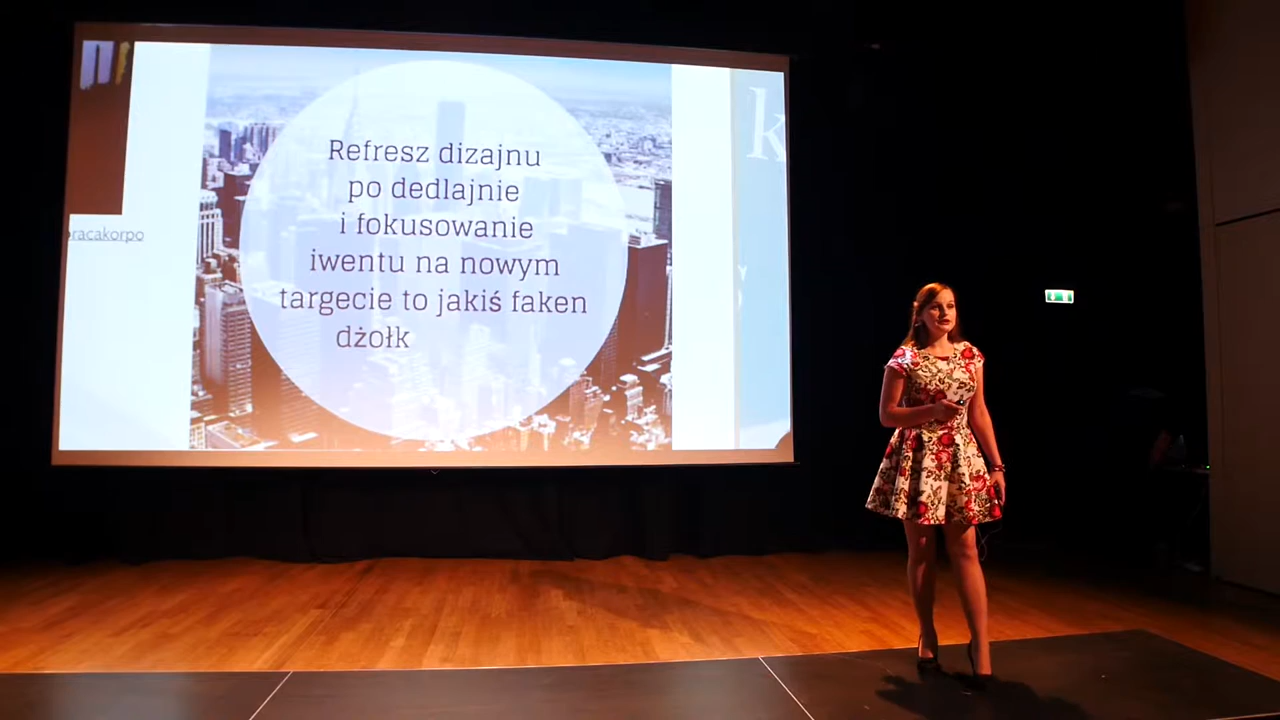 Refresz dizajnu
po dedlajnie
i fokusowanie
iwentu na nowym
targecie to jakiś faken
dżołk
racakorpo
k